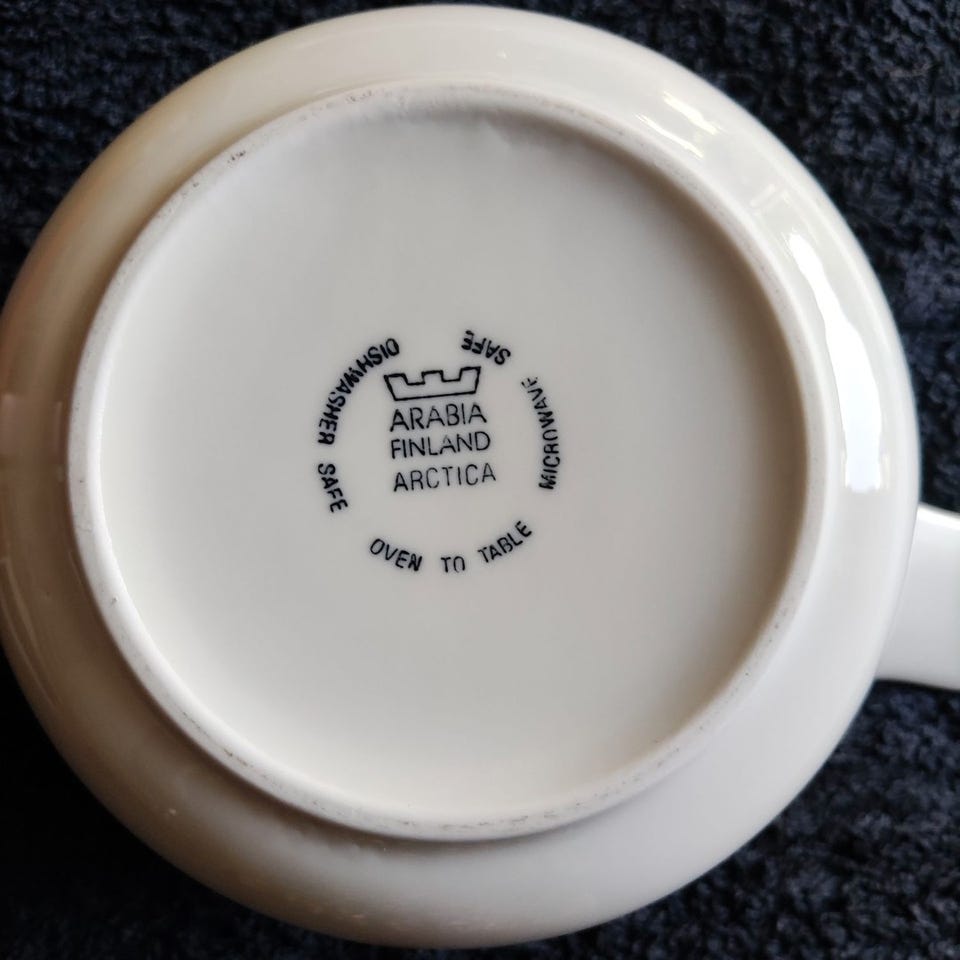 ARABIA
FINLAND
ARCTICA
DISHWASHER SAFE
OVEN TO TABLE
MICROWAVE SAFE